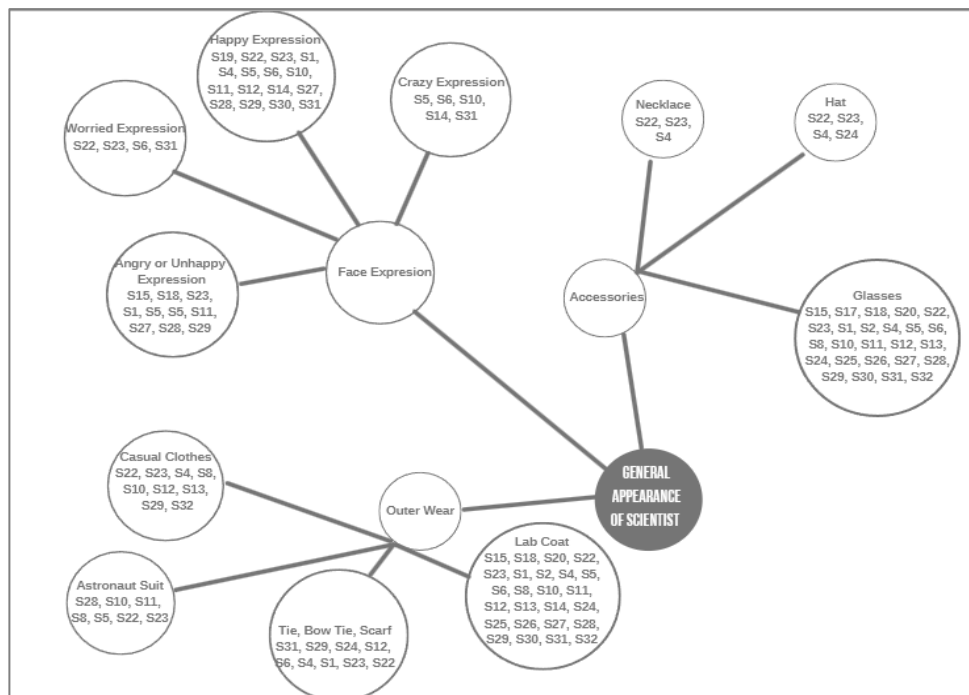 Happy Expression
S19, S22, S23, S1,
S4, S5, S6, S10,
S11, S12, S14, S27,
S28, S29, S30, S31
Crazy Expression
S5, S6, S10,
S14, S31
Worried Expression
S22, S23, S6, S31
Angry or Unhappy
Expression
S15, S18, S23,
S1, S5, S5, S11,
S27, S28, S29
Face Expresion
Necklace
S22, S23,
S4
Hat
S22, S23,
S4, S24
Accessories
Glasses
S15, S17, S18, S20, S22,
S23, S1, S2, S4, S5, S6,
S8, S10, S11, S12, S13,
S24, S25, S26, S27, S28,
S29, S30, S31, S32
GENERAL
APPEARANCE
OF SCIENTIST
Outer Wear
Casual Clothes
S22, S23, S4, S8,
S10, S12, S13,
S29, S32
Astronaut Suit
S28, S10, S11,
S8, S5, S22, S23
Tie, Bow Tie, Scarf
S31, S29, S24, S12,
S6, S4, S1, S23, S22
Lab Coat
S15, S18, S20, S22,
S23, S1, S2, S4, S5,
S6, S8, S10, S11,
S12, S13, S14, S24,
S25, S26, S27, S28,
S29, S30, S31, S32